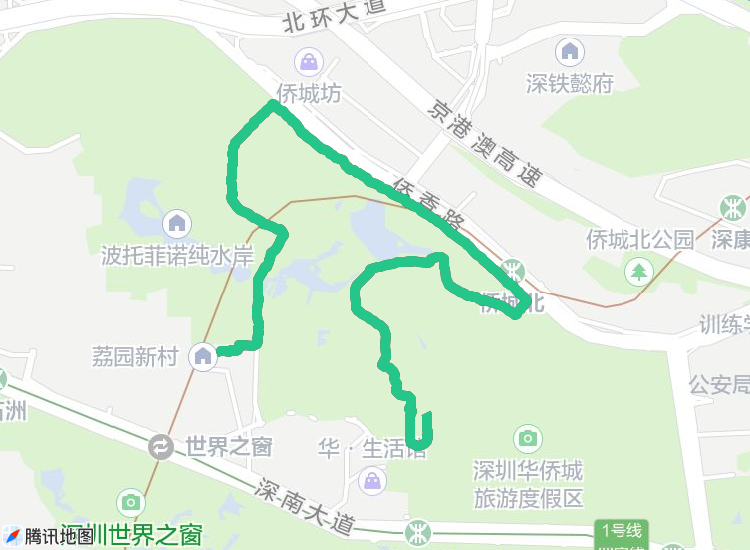 北环大道
侨城坊
深铁懿府
京港澳高速
侨香路
波托菲诺纯水岸
侨城北公园
深康
侨城北
训练学
荔园新村
公安局
石洲
世界之窗
华·生活馆
深圳华侨城
旅游度假区
深南大道
1号线
深圳世界之窗
腾讯地图